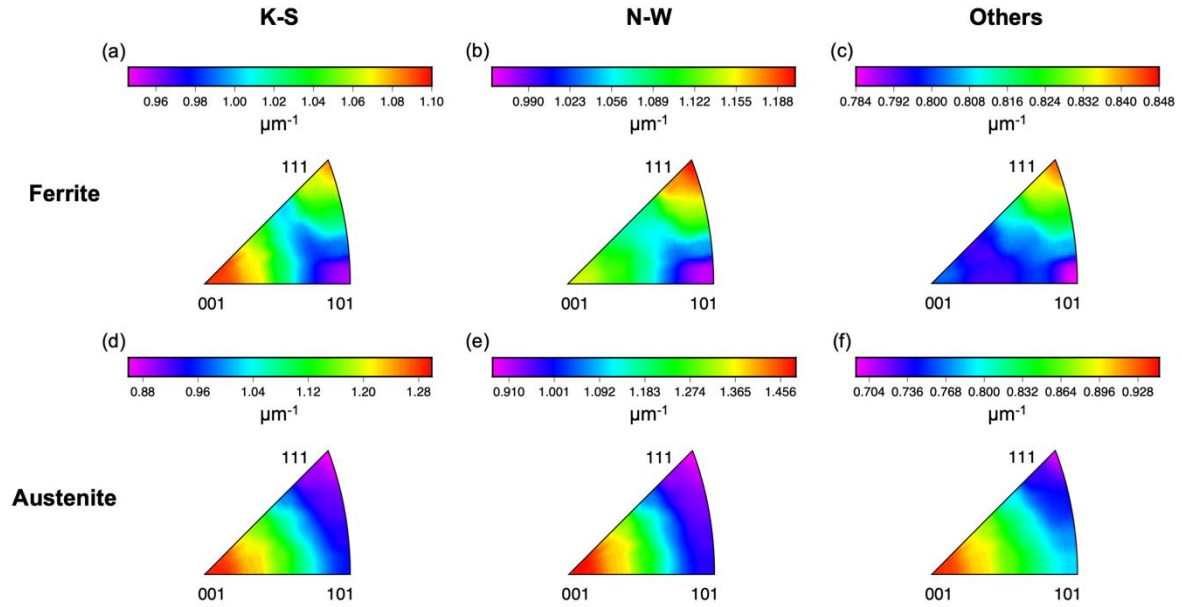 K-S N-W Others
(a) (b) (c)
0.96 0.98 1.00 1.02 1.04 1.06 1.08 1.10 0.990 1.023 1.056 1.089 1.122 1.155 1.188 0.784 0.792 0.800 0.808 0.816 0.824 0.832 0.840 0.848
µm⁻¹ µm⁻¹ µm⁻¹
111 111 111
Ferrite
001 101 001 101 001 101
(d) (e) (f)
0.88 0.96 1.04 1.12 1.20 1.28 0.910 1.001 1.092 1.183 1.274 1.365 1.456 0.704 0.736 0.768 0.800 0.832 0.864 0.896 0.928
µm⁻¹ µm⁻¹ µm⁻¹
111 111 111
Austenite
001 101 001 101 001 101